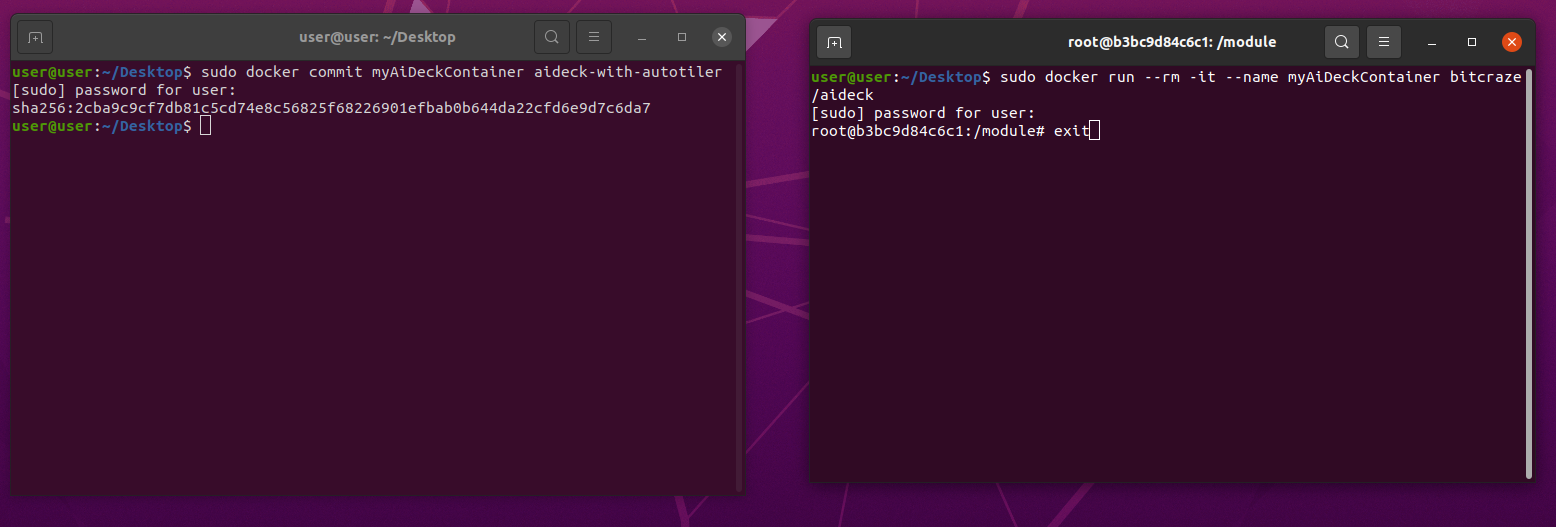 user@user: ~/Desktop
user@user:~/Desktop$ sudo docker commit myAiDeckContainer aideck-with-autotiler
[sudo] password for user:
sha256:2cba9c9cf7db81c5cd74e8c56825f68226901efbab0b644da22cfd6e9d7c6da7
user@user:~/Desktop$
root@b3bc9d84c6c1: /module
user@user:~/Desktop$ sudo docker run --rm -it --name myAiDeckContainer bitcraze
/aideck
[sudo] password for user:
root@b3bc9d84c6c1:/module# exit